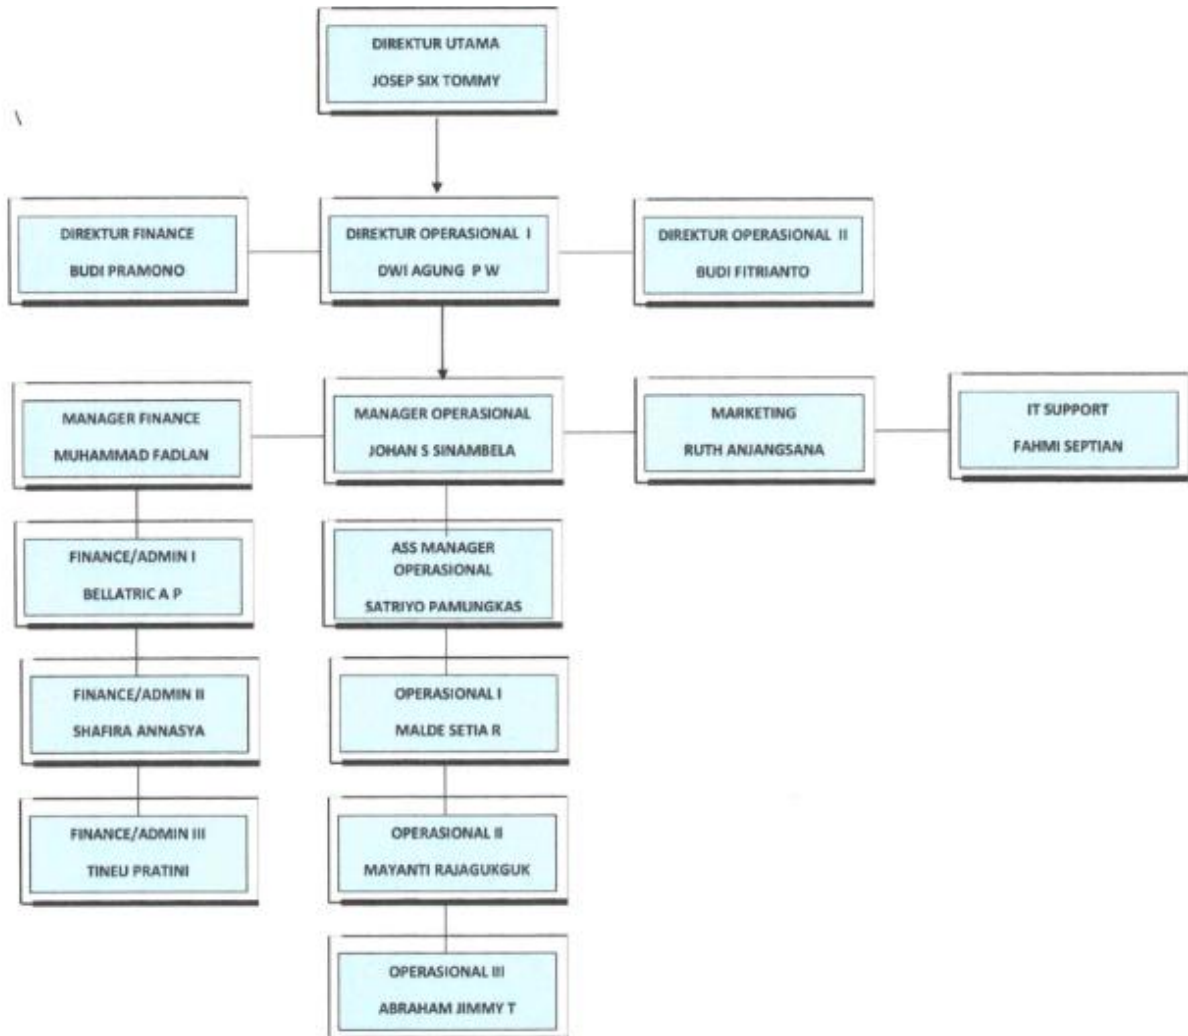 DIREKTUR UTAMA
JOSEP SIX TOMMY
\
DIREKTUR FINANCE
BUDI PRAMONO
DIREKTUR OPERASIONAL I
DWI AGUNG P W
DIREKTUR OPERASIONAL II
BUDI FITRIANTO
MANAGER FINANCE
MUHAMMAD FADLAN
MANAGER OPERASIONAL
JOHAN S SINAMBELA
MARKETING
RUTH ANJANGSANA
IT SUPPORT
FAHMI SEPTIAN
FINANCE/ADMIN I
BELLATRIC A P
ASS MANAGER
OPERASIONAL
SATRIYO PAMUNGKAS
FINANCE/ADMIN II
SHAFIRA ANNASYA
OPERASIONAL I
MALDE SETIA R
FINANCE/ADMIN III
TINEU PRATINI
OPERASIONAL II
MAYANTI RAJAGUKGUK
OPERASIONAL III
ABRAHAM JIMMY T